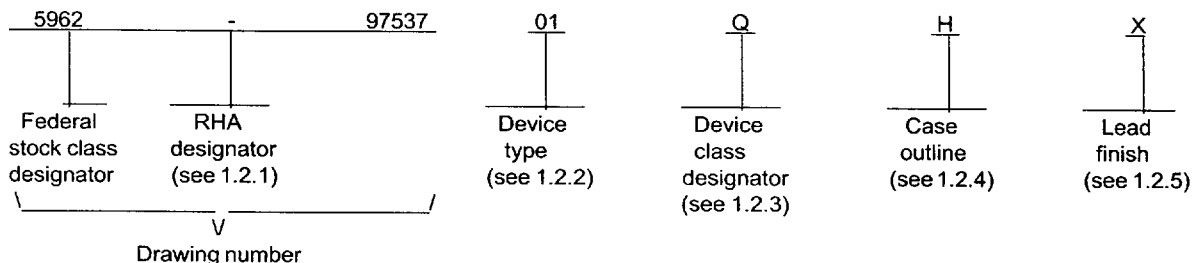 5962 - 97537 01 Q H X
Federal stock class designator
RHA designator (see 1.2.1)
Device type (see 1.2.2)
Device class designator (see 1.2.3)
Case outline (see 1.2.4)
Lead finish (see 1.2.5)
Drawing number